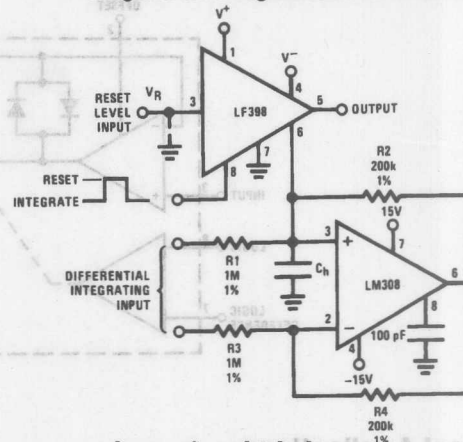 V+
1
V−
4
VR
3
LF398
5
OUTPUT
RESET
LEVEL
INPUT
6
7
8
RESET
INTEGRATE
R2
200k
1%
15V
7
3
+
R1
1M
1%
Ch
DIFFERENTIAL
INTEGRATING
INPUT
LM308
6
8
2
−
100 pF
R3
1M
1%
4
−15V
R4
200k
1%